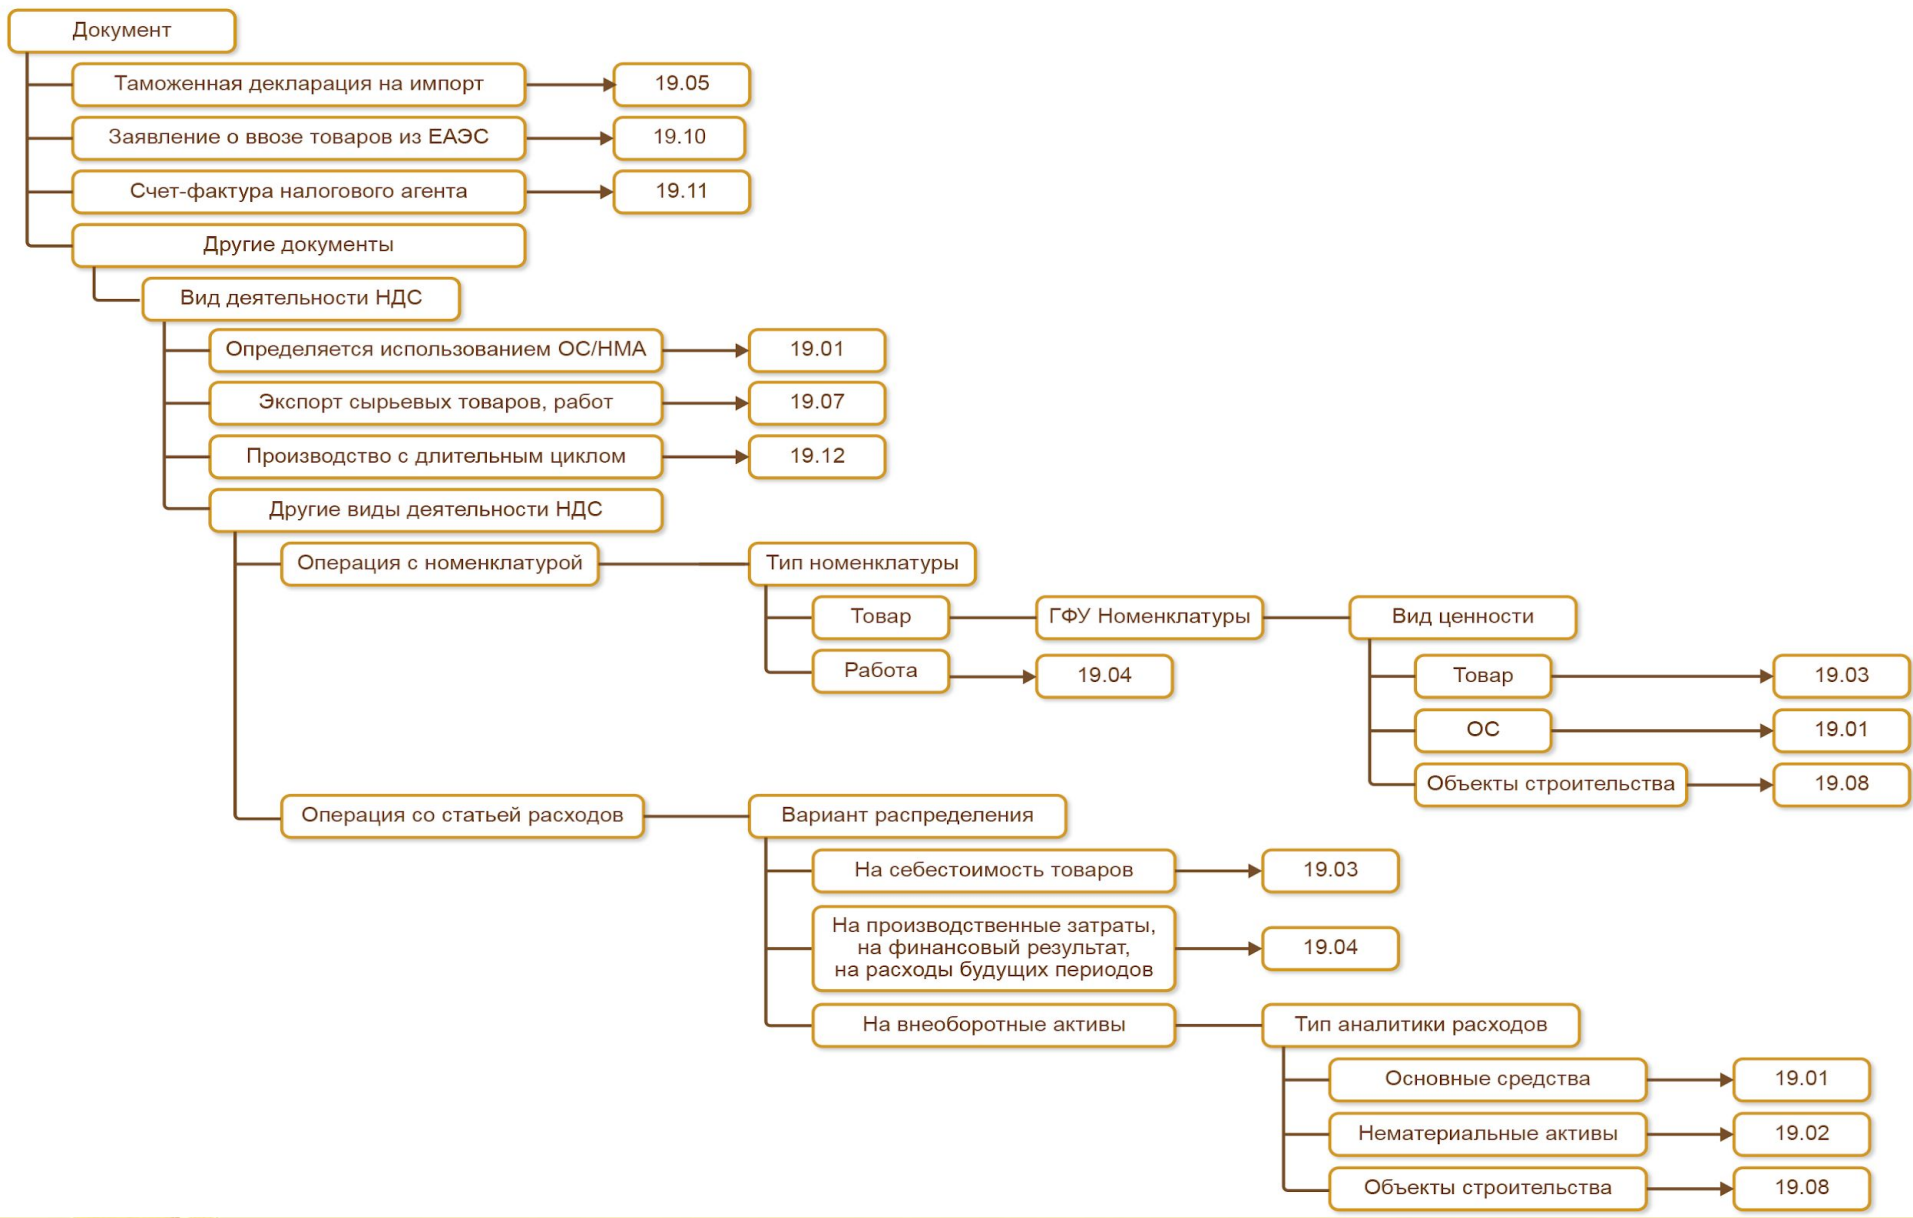 Документ
Таможенная декларация на импорт
19.05
Заявление о ввозе товаров из ЕАЭС
19.10
Счет-фактура налогового агента
19.11
Другие документы
Вид деятельности НДС
Определяется использованием ОС/НМА
19.01
Экспорт сырьевых товаров, работ
19.07
Производство с длительным циклом
19.12
Другие виды деятельности НДС
Операция с номенклатурой
Тип номенклатуры
Товар
ГФУ Номенклатуры
Вид ценности
Работа
19.04
Товар
19.03
ОС
19.01
Объекты строительства
19.08
Операция со статьей расходов
Вариант распределения
На себестоимость товаров
19.03
На производственные затраты,
на финансовый результат,
на расходы будущих периодов
19.04
На внеоборотные активы
Тип аналитики расходов
Основные средства
19.01
Нематериальные активы
19.02
Объекты строительства
19.08